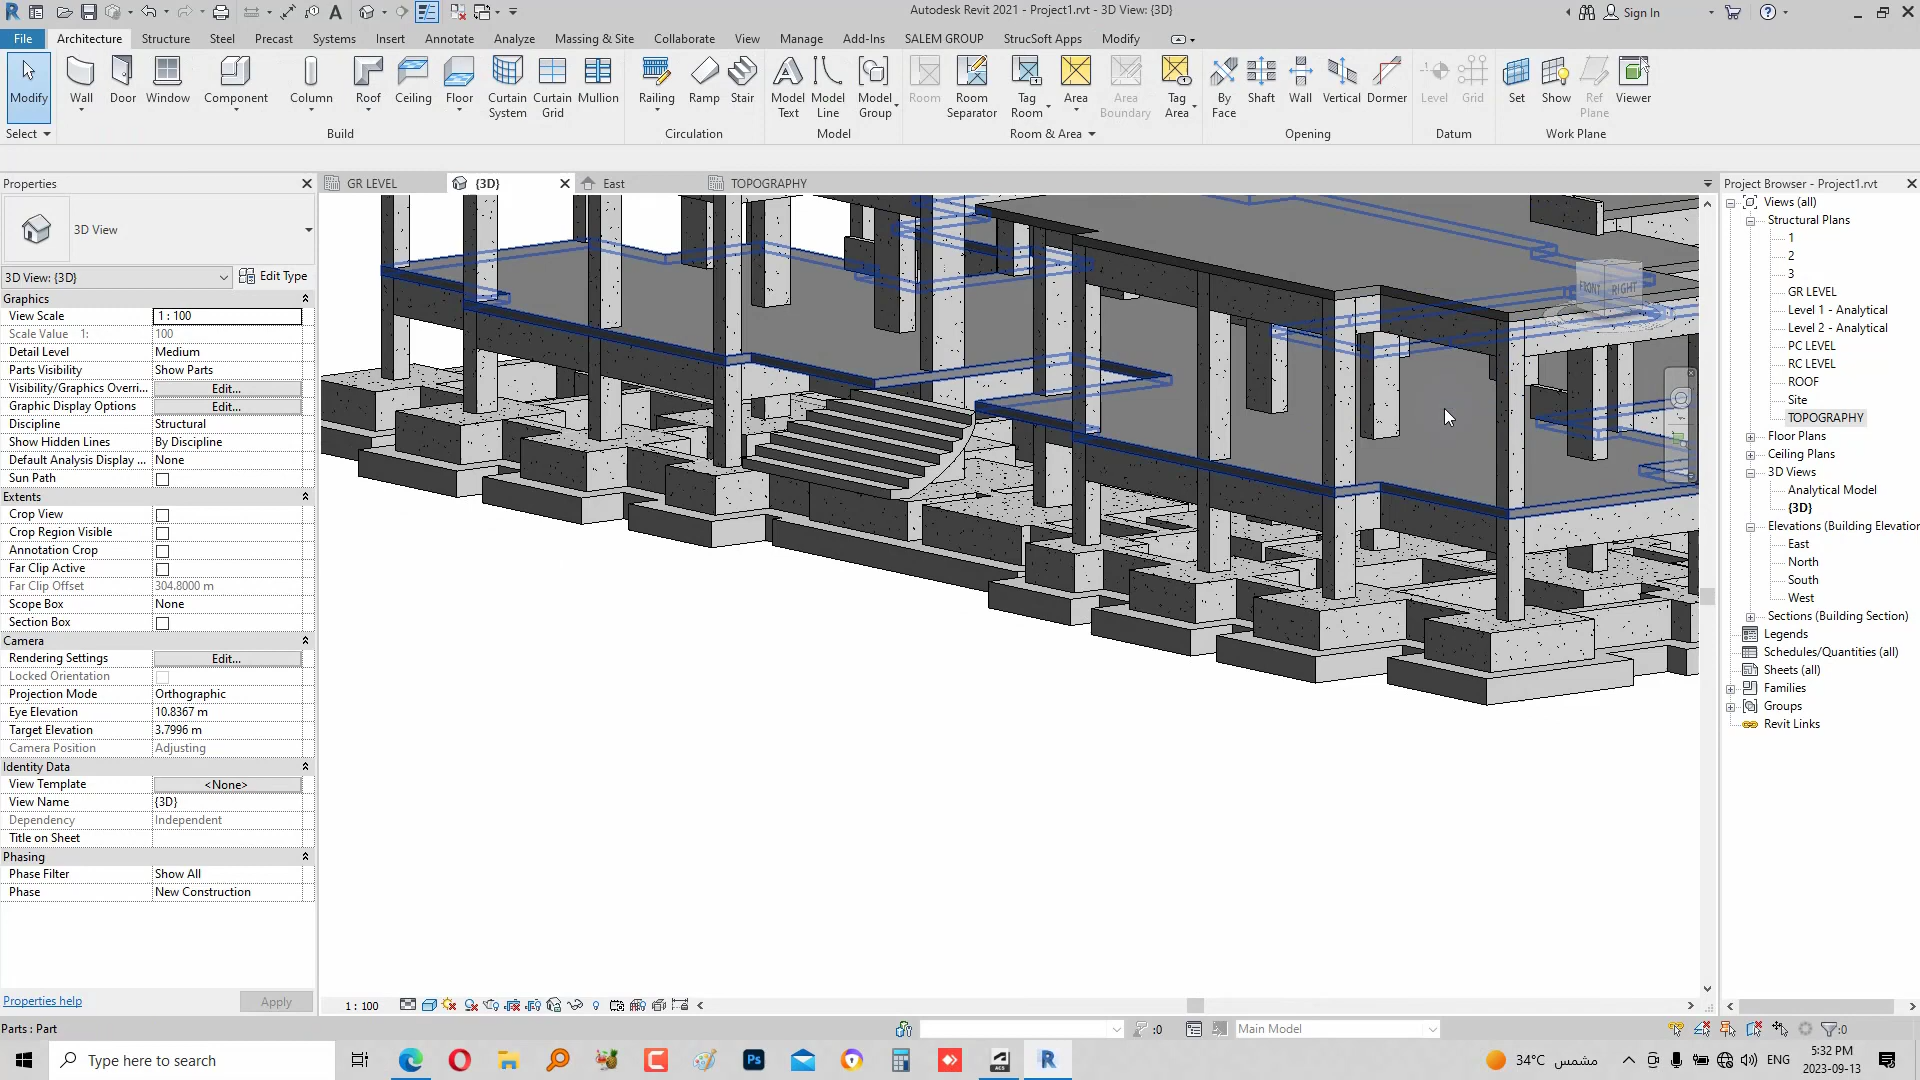 Autodesk Revit 2021 - Project1.rvt - 3D View: {3D}
Sign In
File Architecture Structure Steel Precast Systems Insert Annotate Analyze Massing & Site Collaborate View Manage Add-Ins SALEM GROUP StrucSoft Apps Modify
Modify Wall Door Window Component Column Roof Ceiling Floor Curtain System Curtain Grid Mullion Railing Ramp Stair Model Text Model Line Model Group Room Room Separator Tag Room Area Area Boundary Tag Area By Face Shaft Wall Vertical Dormer Level Grid Set Show Ref Plane Viewer
Select Build Circulation Model Room & Area Opening Datum Work Plane
Properties
GR LEVEL {3D} East TOPOGRAPHY
Project Browser - Project1.rvt
3D View
3D View: {3D} Edit Type
Graphics
View Scale 1 : 100
Scale Value 1: 100
Detail Level Medium
Parts Visibility Show Parts
Visibility/Graphics Overri... Edit...
Graphic Display Options Edit...
Discipline Structural
Show Hidden Lines By Discipline
Default Analysis Display ... None
Sun Path
Extents
Crop View
Crop Region Visible
Annotation Crop
Far Clip Active
Far Clip Offset 304.8000 m
Scope Box None
Section Box
Camera
Rendering Settings Edit...
Locked Orientation
Projection Mode Orthographic
Eye Elevation 10.8367 m
Target Elevation 3.7996 m
Camera Position Adjusting
Identity Data
View Template <None>
View Name {3D}
Dependency Independent
Title on Sheet
Phasing
Phase Filter Show All
Phase New Construction
Properties help Apply
FRONT RIGHT
Views (all)
Structural Plans
1
2
3
GR LEVEL
Level 1 - Analytical
Level 2 - Analytical
PC LEVEL
RC LEVEL
ROOF
Site
TOPOGRAPHY
Floor Plans
Ceiling Plans
3D Views
Analytical Model
{3D}
Elevations (Building Elevation
East
North
South
West
Sections (Building Section)
Legends
Schedules/Quantities (all)
Sheets (all)
Families
Groups
Revit Links
1 : 100
Parts : Part
:0
Main Model
:0
Type here to search
Ps
ACS
34°C مشمس
ENG
5:32 PM
2023-09-13